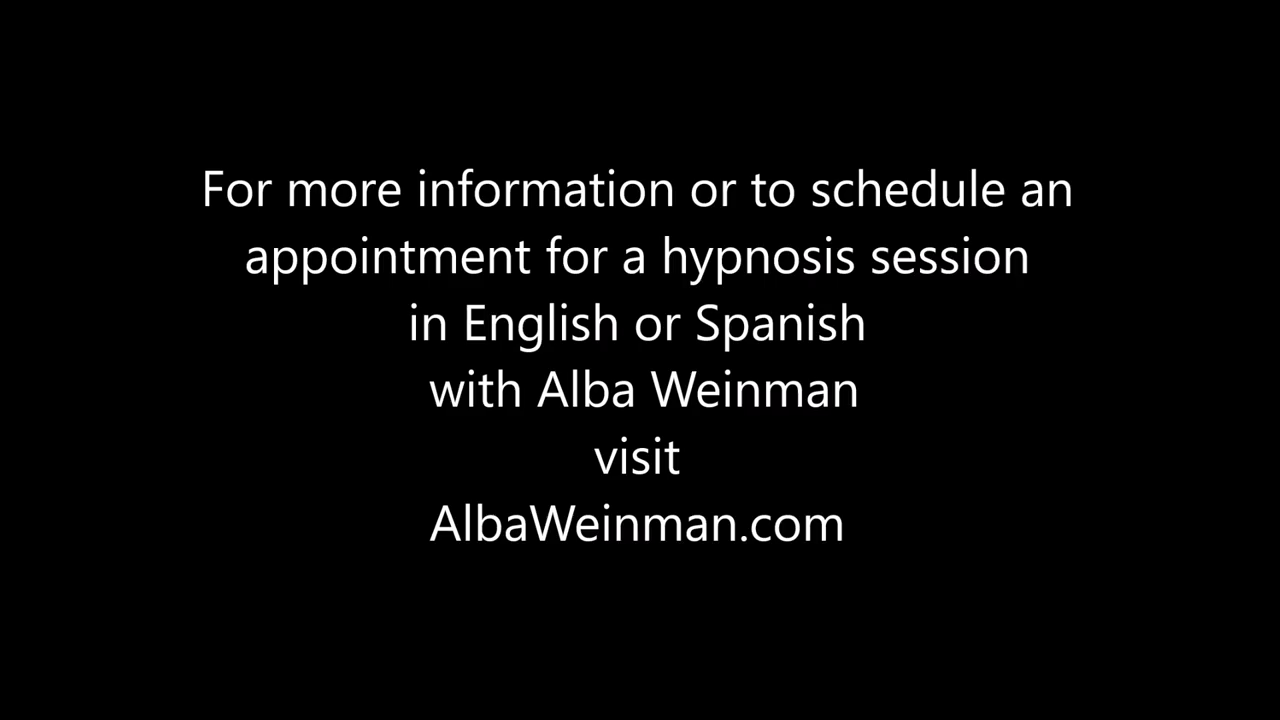 For more information or to schedule an
appointment for a hypnosis session
in English or Spanish
with Alba Weinman
visit
AlbaWeinman.com